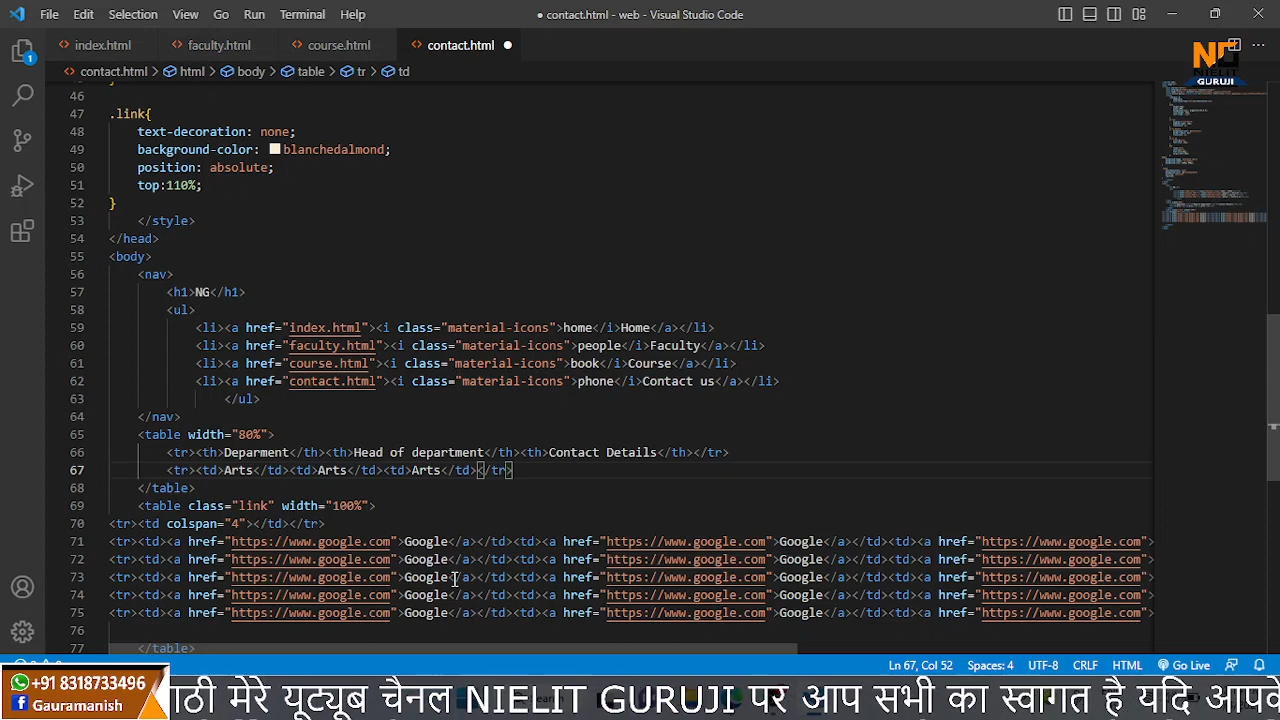 File Edit Selection View Go Run Terminal Help
● contact.html - web - Visual Studio Code
index.html faculty.html course.html contact.html
contact.html > html > body > table > tr > td
NIELIT
GURUJI
46
47 .link{
48 text-decoration: none;
49 background-color: blanchedalmond;
50 position: absolute;
51 top:110%;
52 }
53 </style>
54 </head>
55 <body>
56 <nav>
57 <h1>NG</h1>
58 <ul>
59 <li><a href="index.html"><i class="material-icons">home</i>Home</a></li>
60 <li><a href="faculty.html"><i class="material-icons">people</i>Faculty</a></li>
61 <li><a href="course.html"><i class="material-icons">book</i>Course</a></li>
62 <li><a href="contact.html"><i class="material-icons">phone</i>Contact us</a></li>
63 </ul>
64 </nav>
65 <table width="80%">
66 <tr><th>Deparment</th><th>Head of department</th><th>Contact Details</th></tr>
67 <tr><td>Arts</td><td>Arts</td><td>Arts</td></tr>
68 </table>
69 <table class="link" width="100%">
70 <tr><td colspan="4"></td></tr>
71 <tr><td><a href="https://www.google.com">Google</a></td><td><a href="https://www.google.com">Google</a></td><td><a href="https://www.google.com">
72 <tr><td><a href="https://www.google.com">Google</a></td><td><a href="https://www.google.com">Google</a></td><td><a href="https://www.google.com">
73 <tr><td><a href="https://www.google.com">Google</a></td><td><a href="https://www.google.com">Google</a></td><td><a href="https://www.google.com">
74 <tr><td><a href="https://www.google.com">Google</a></td><td><a href="https://www.google.com">Google</a></td><td><a href="https://www.google.com">
75 <tr><td><a href="https://www.google.com">Google</a></td><td><a href="https://www.google.com">Google</a></td><td><a href="https://www.google.com">
76
77 </table>
Ln 67, Col 52 Spaces: 4 UTF-8 CRLF HTML Go Live
+91 8318733496
Gauramanish
मेरे यूट्यूब चैनल NIELIT GURUJI पर आप सभी का स्वागत है यदि